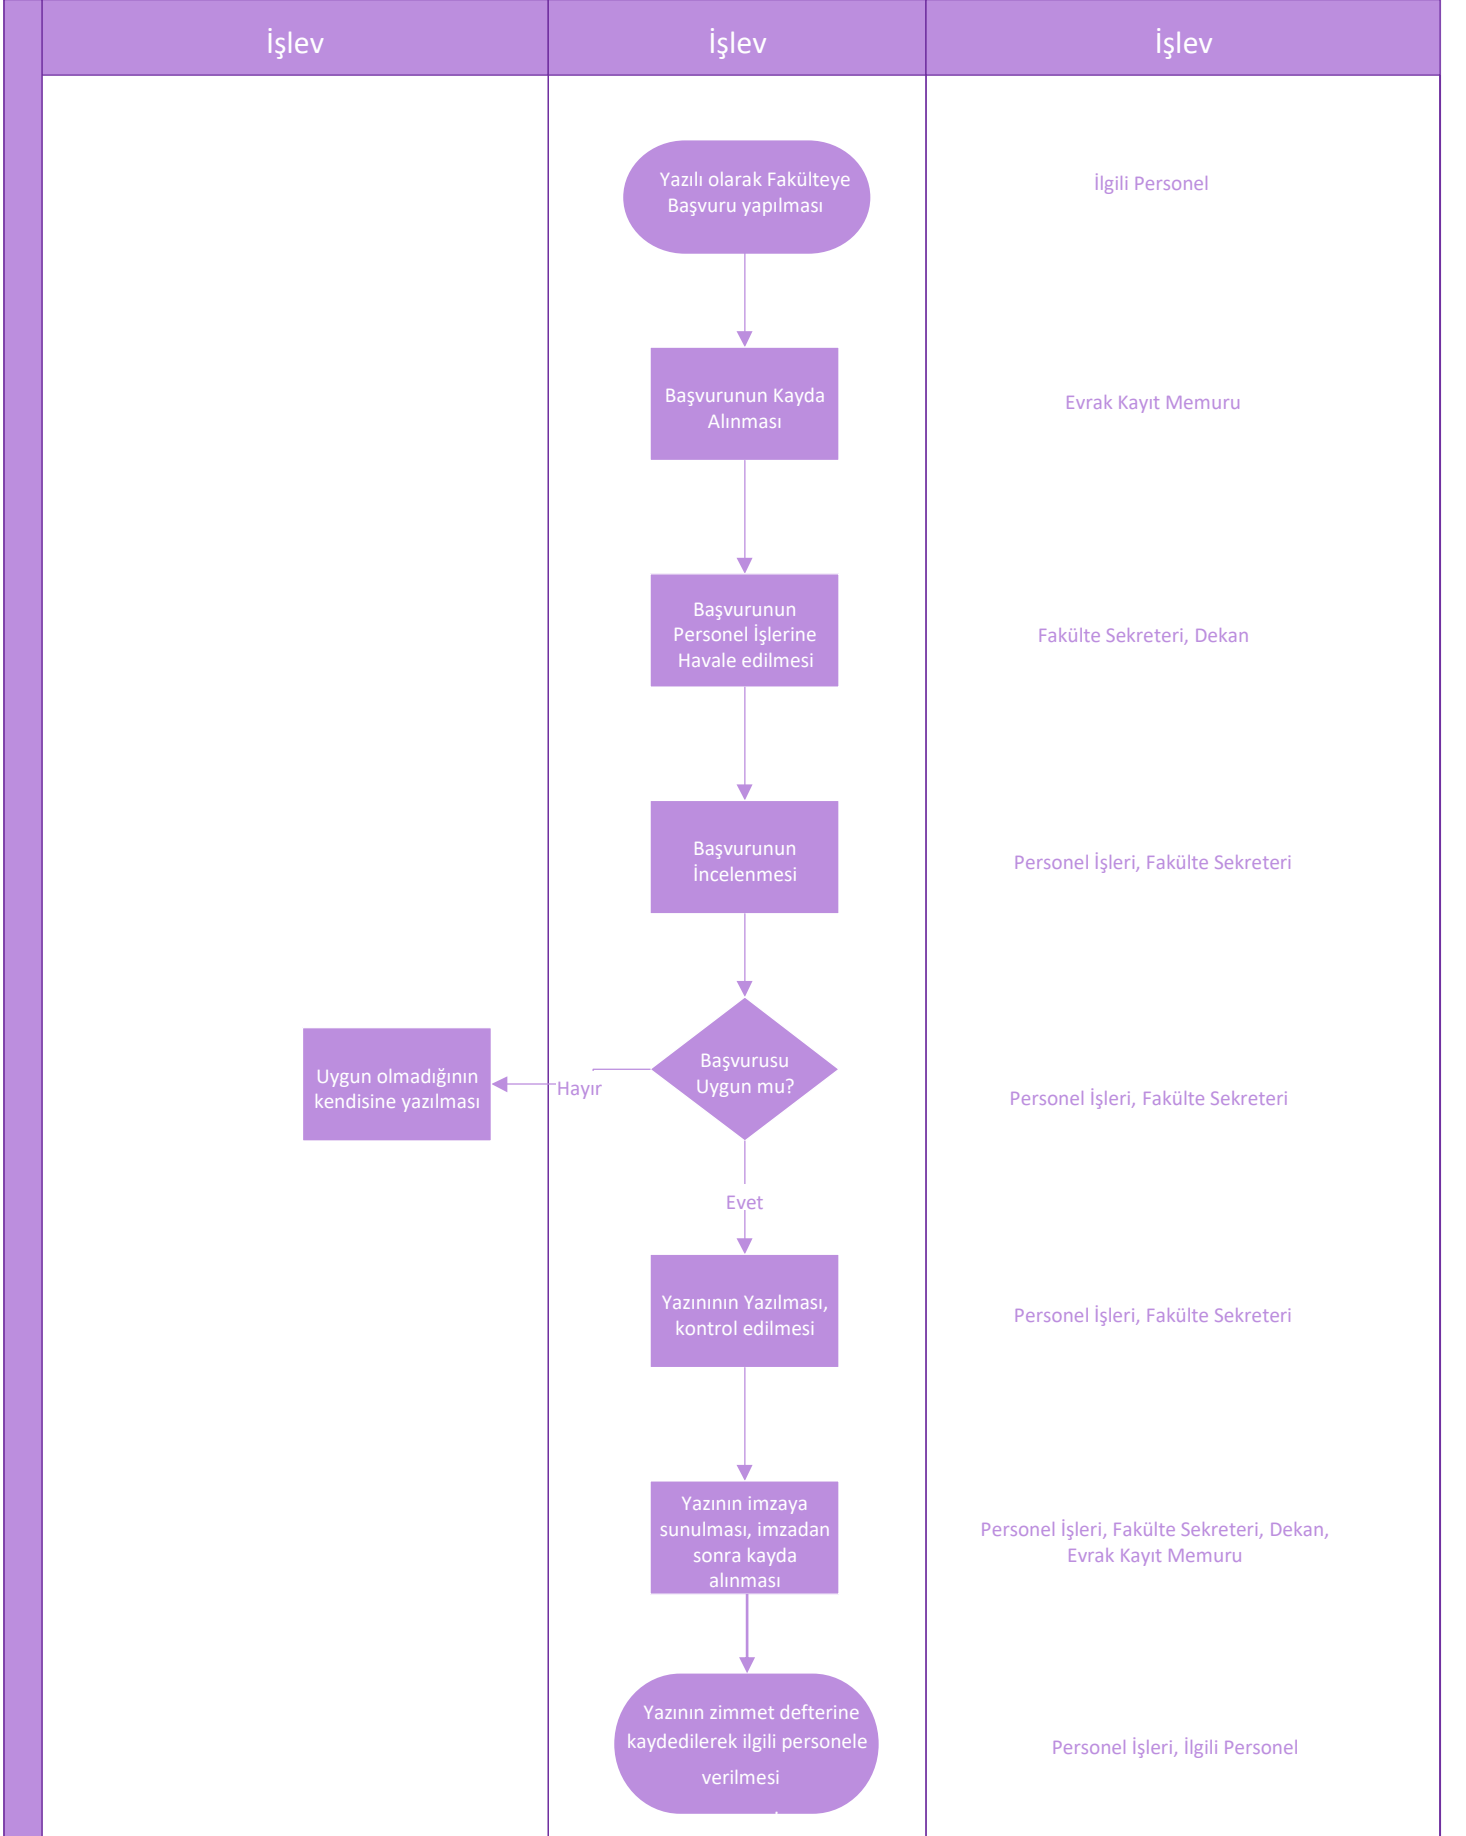 İşlev
İşlev
İşlev
Yazılı olarak Fakülteye
Başvuru yapılması
İlgili Personel
Başvurunun Kayda
Alınması
Evrak Kayıt Memuru
Başvurunun
Personel İşlerine
Havale edilmesi
Fakülte Sekreteri, Dekan
Başvurunun
İncelenmesi
Personel İşleri, Fakülte Sekreteri
Başvurusu
Uygun mu?
Hayır
Uygun olmadığının
kendisine yazılması
Personel İşleri, Fakülte Sekreteri
Evet
Yazınının Yazılması,
kontrol edilmesi
Personel İşleri, Fakülte Sekreteri
Yazının imzaya
sunulması, imzadan
sonra kayda
alınması
Personel İşleri, Fakülte Sekreteri, Dekan,
Evrak Kayıt Memuru
Yazının zimmet defterine
kaydedilerek ilgili personele
verilmesi
Personel İşleri, İlgili Personel